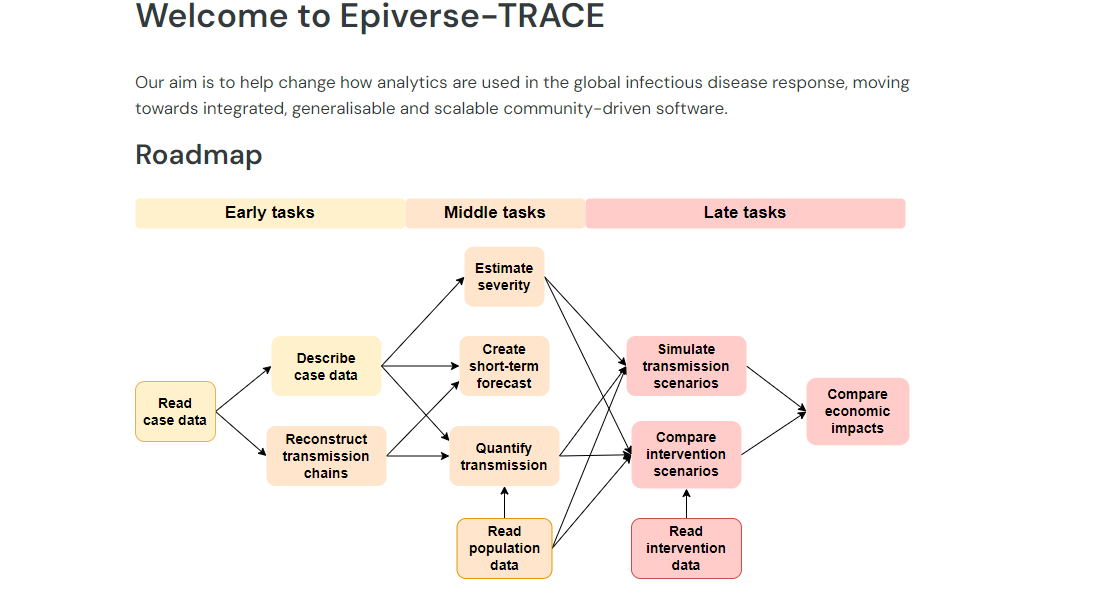 Welcome to Epiverse-TRACE
Our aim is to help change how analytics are used in the global infectious disease response, moving
towards integrated, generalisable and scalable community-driven software.
Roadmap
Early tasks
Middle tasks
Late tasks
Read
case data
Describe
case data
Reconstruct
transmission
chains
Estimate
severity
Create
short-term
forecast
Quantify
transmission
Read
population
data
Simulate
transmission
scenarios
Compare
intervention
scenarios
Read
intervention
data
Compare
economic
impacts